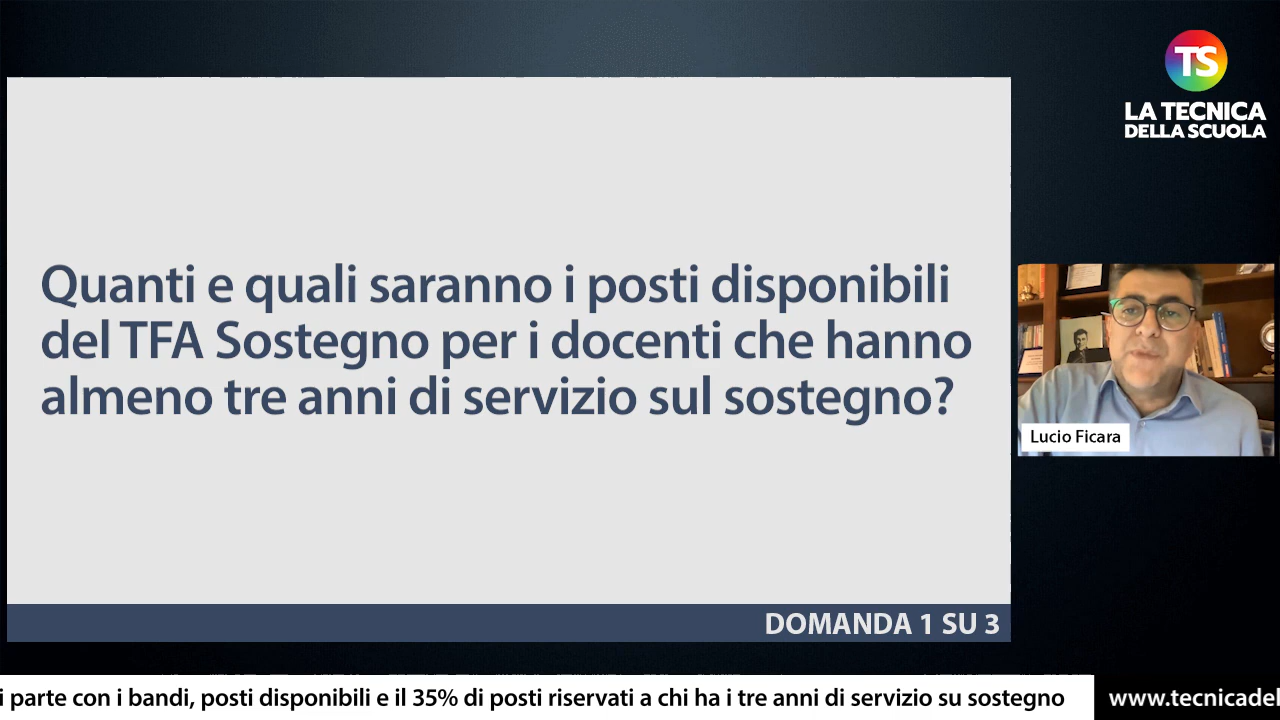 TS
LA TECNICA
DELLA SCUOLA
Quanti e quali saranno i posti disponibili
del TFA Sostegno per i docenti che hanno
almeno tre anni di servizio sul sostegno?
Lucio Ficara
DOMANDA 1 SU 3
i parte con i bandi, posti disponibili e il 35% di posti riservati a chi ha i tre anni di servizio su sostegno
www.tecnicadel